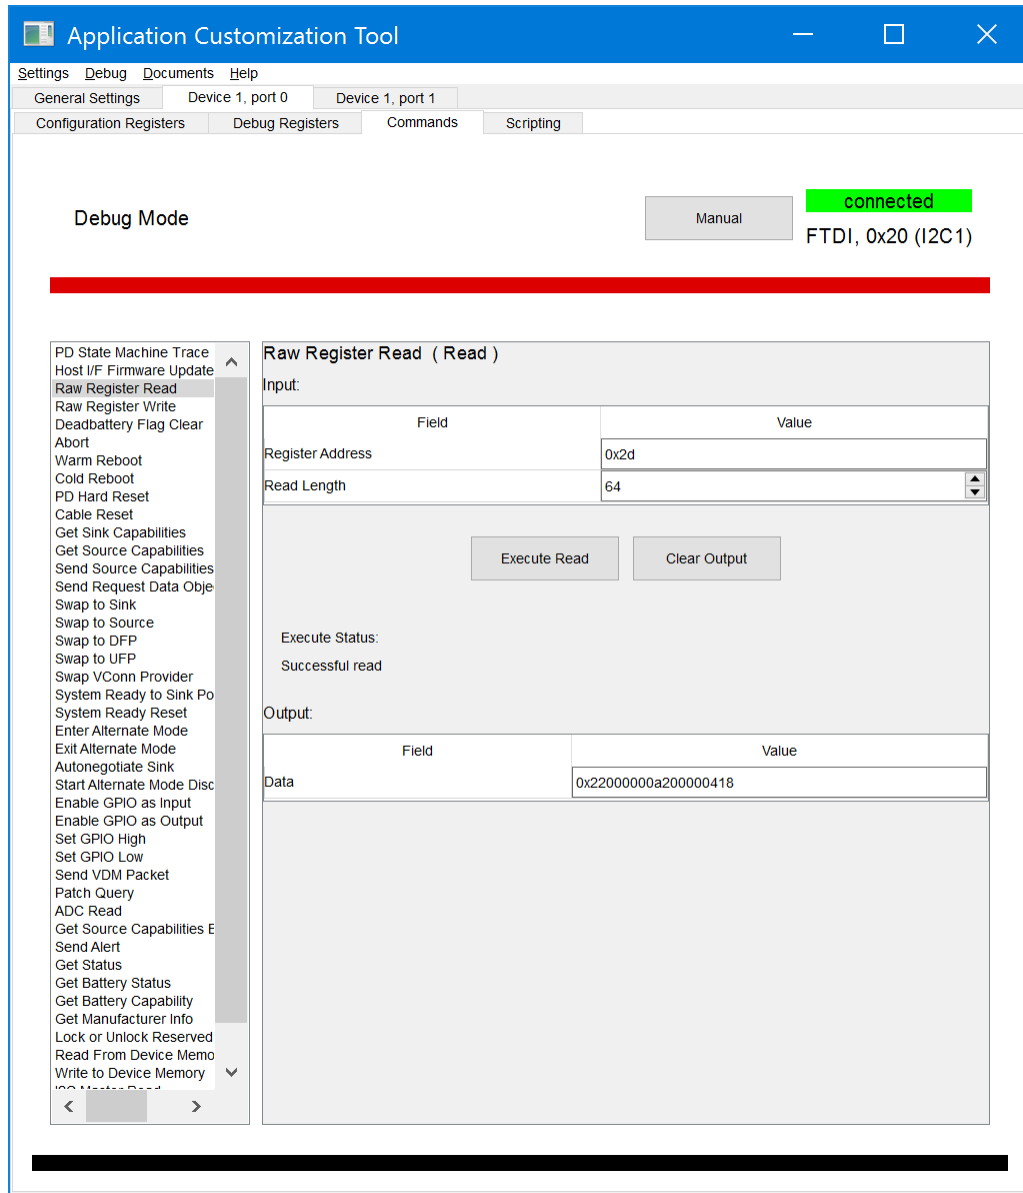 Application Customization Tool
Settings Debug Documents Help
General Settings Device 1, port 0 Device 1, port 1
Configuration Registers Debug Registers Commands Scripting
Debug Mode
Manual
connected
FTDI, 0x20 (I2C1)
PD State Machine Trace
Host I/F Firmware Update
Raw Register Read
Raw Register Write
Deadbattery Flag Clear
Abort
Warm Reboot
Cold Reboot
PD Hard Reset
Cable Reset
Get Sink Capabilities
Get Source Capabilities
Send Source Capabilities
Send Request Data Obje
Swap to Sink
Swap to Source
Swap to DFP
Swap to UFP
Swap VConn Provider
System Ready to Sink Po
System Ready Reset
Enter Alternate Mode
Exit Alternate Mode
Autonegotiate Sink
Start Alternate Mode Disc
Enable GPIO as Input
Enable GPIO as Output
Set GPIO High
Set GPIO Low
Send VDM Packet
Patch Query
ADC Read
Get Source Capabilities E
Send Alert
Get Status
Get Battery Status
Get Battery Capability
Get Manufacturer Info
Lock or Unlock Reserved
Read From Device Memo
Write to Device Memory
Raw Register Read ( Read )
Input:
Field Value
Register Address 0x2d
Read Length 64
Execute Read Clear Output
Execute Status:
Successful read
Output:
Field Value
Data 0x22000000a200000418